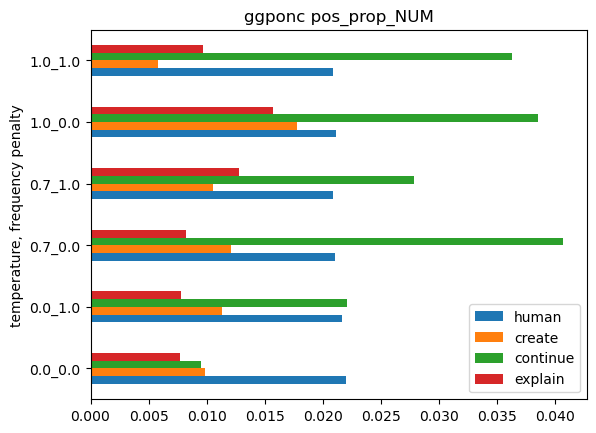 ggponc pos_prop_NUM
temperature, frequency penalty
1.0_1.0
1.0_0.0
0.7_1.0
0.7_0.0
0.0_1.0
0.0_0.0
human
create
continue
explain
0.000 0.005 0.010 0.015 0.020 0.025 0.030 0.035 0.040